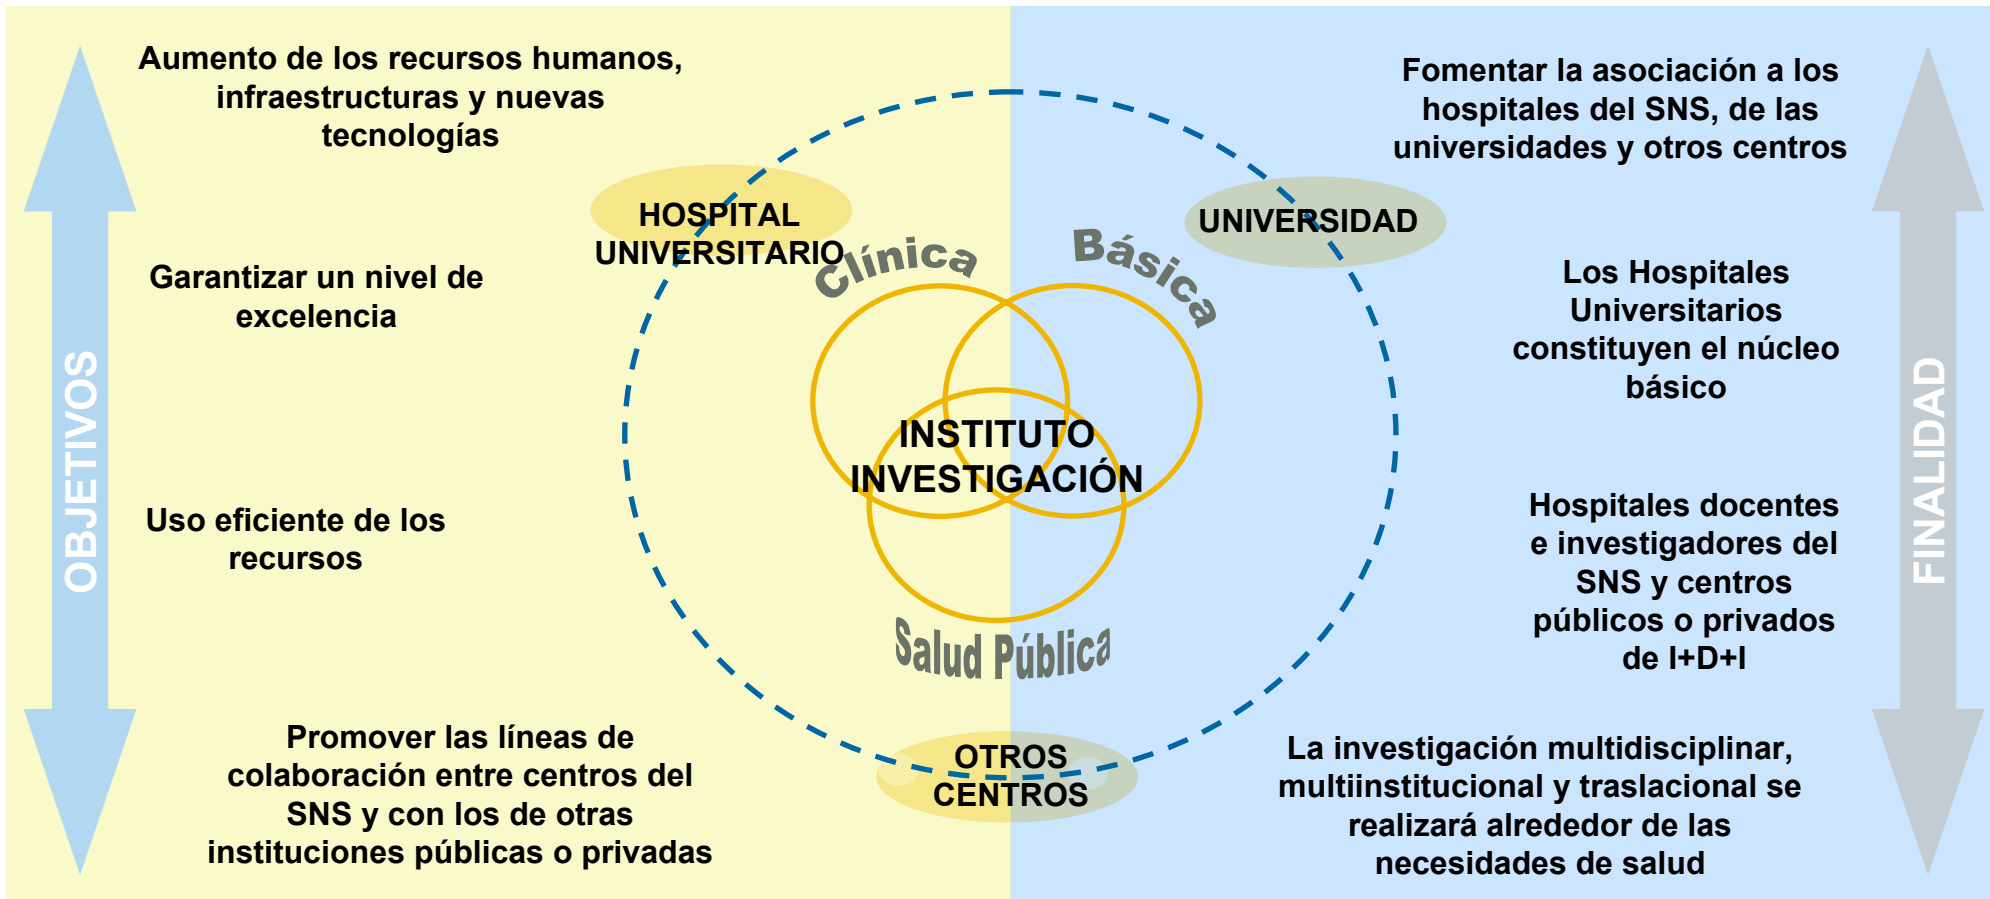 OBJETIVOS
Aumento de los recursos humanos,
infraestructuras y nuevas
tecnologías
Garantizar un nivel de
excelencia
Uso eficiente de los
recursos
Promover las líneas de
colaboración entre centros del
SNS y con los de otras
instituciones públicas o privadas
HOSPITAL
UNIVERSITARIO
UNIVERSIDAD
Clínica
Básica
INSTITUTO
INVESTIGACIÓN
Salud Pública
OTROS
CENTROS
Fomentar la asociación a los
hospitales del SNS, de las
universidades y otros centros
Los Hospitales
Universitarios
constituyen el núcleo
básico
Hospitales docentes
e investigadores del
SNS y centros
públicos o privados
de I+D+I
La investigación multidisciplinar,
multiinstitucional y traslacional se
realizará alrededor de las
necesidades de salud
FINALIDAD